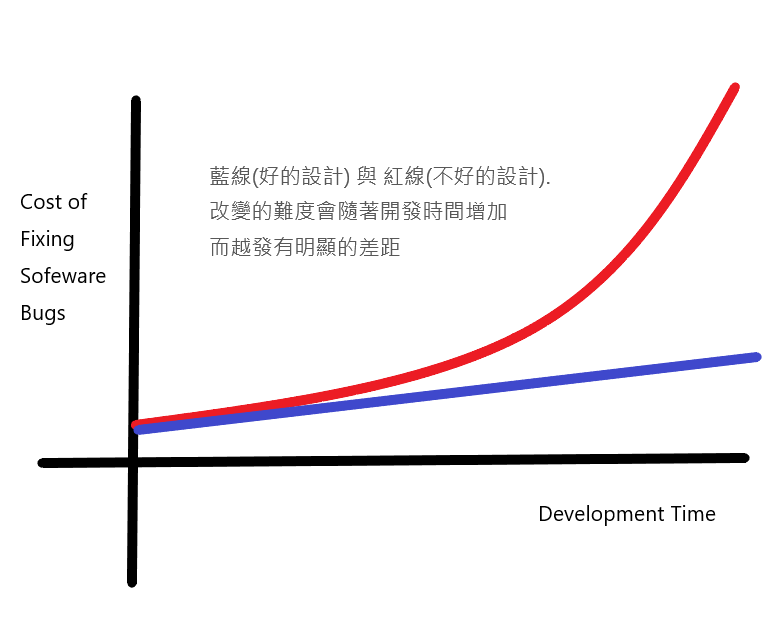 藍線(好的設計) 與 紅線(不好的設計).
改變的難度會隨著開發時間增加
而越發有明顯的差距
Cost of
Fixing
Sofeware
Bugs
Development Time